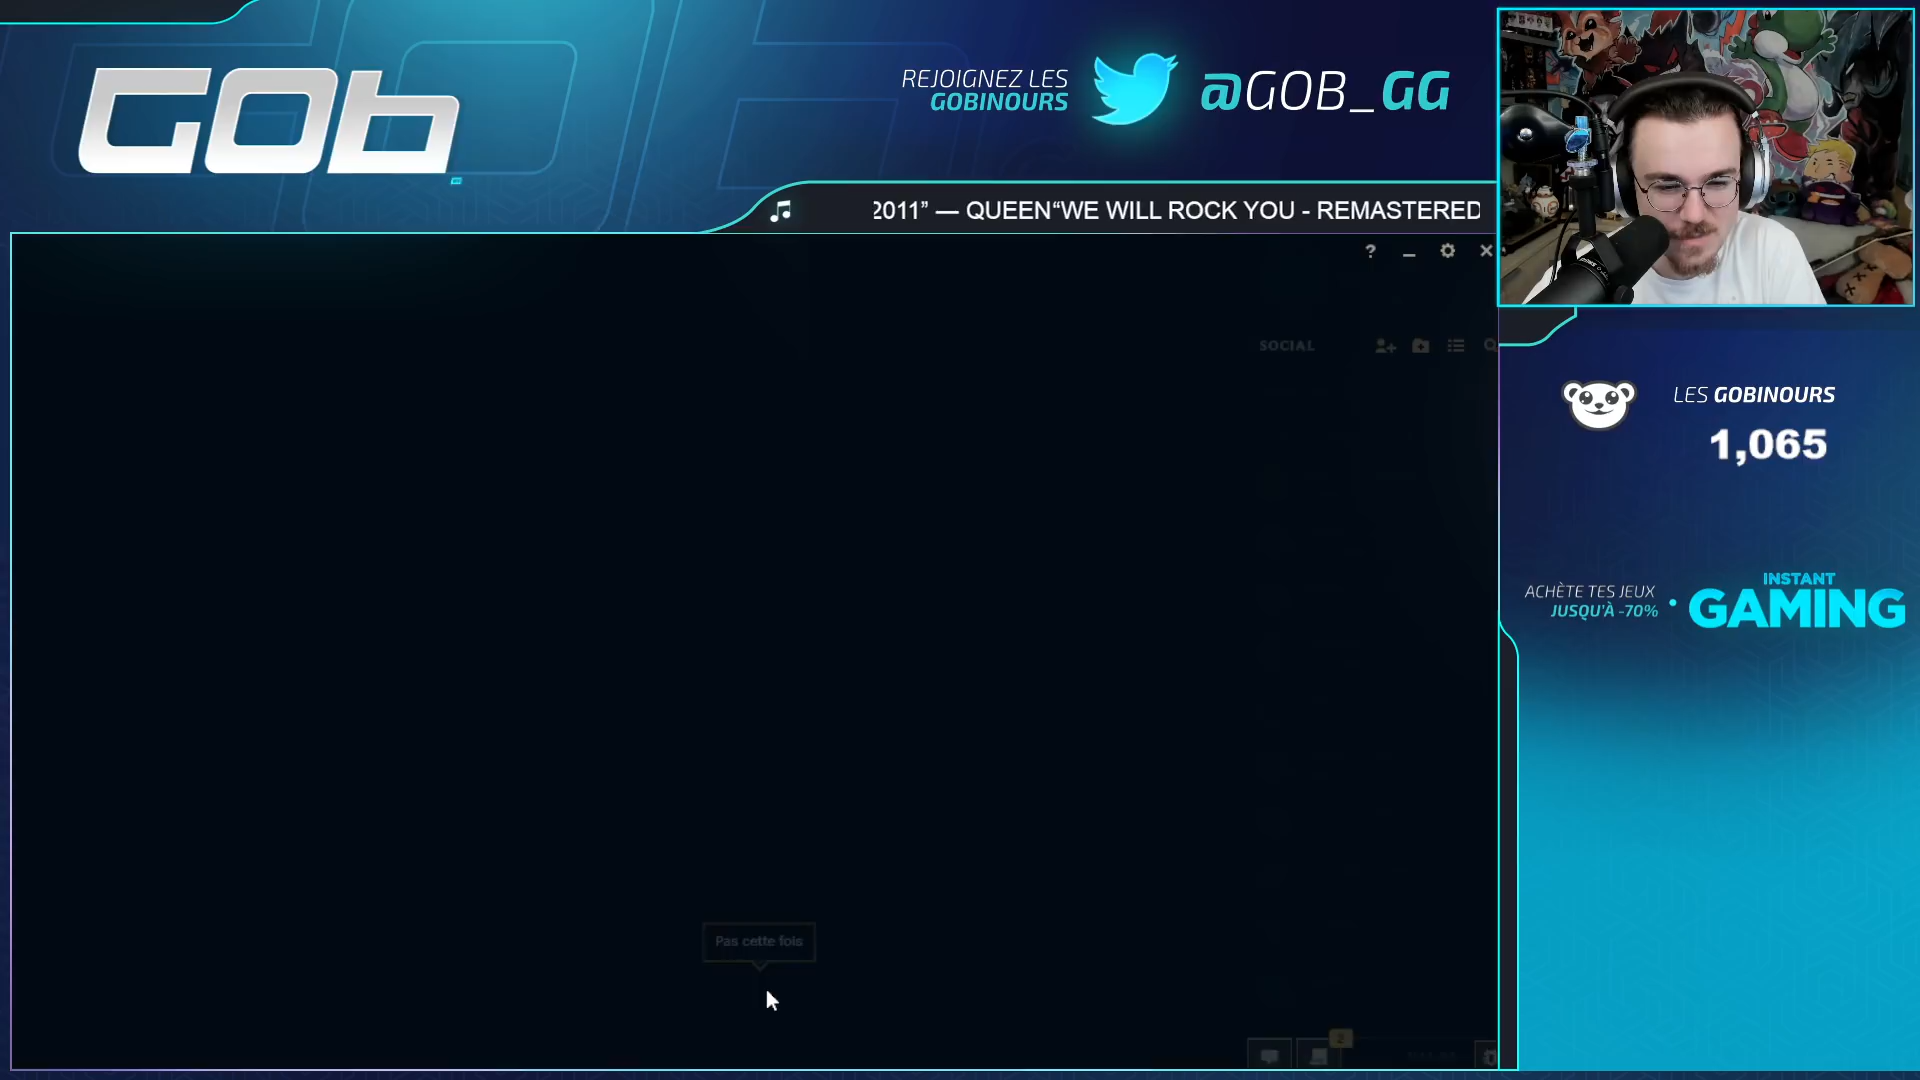 GOB
REJOIGNEZ LES
GOBINOURS
@GOB_GG
2011” — QUEEN“WE WILL ROCK YOU - REMASTERED
?
SOCIAL
LES GOBINOURS
1,065
ACHÈTE TES JEUX
JUSQU'À -70%
INSTANT
GAMING
Pas cette fois
2